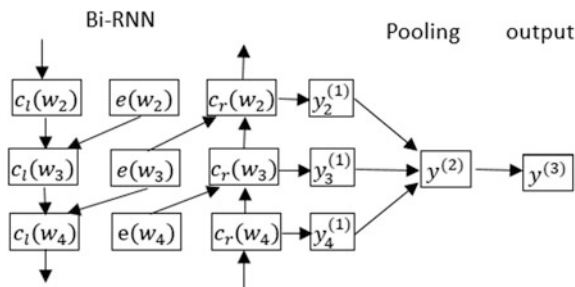 Bi-RNN
Pooling output
c_l(w_2) e(w_2) c_r(w_2) y_2^{(1)}
c_l(w_3) e(w_3) c_r(w_3) y_3^{(1)} y^{(2)} y^{(3)}
c_l(w_4) e(w_4) c_r(w_4) y_4^{(1)}